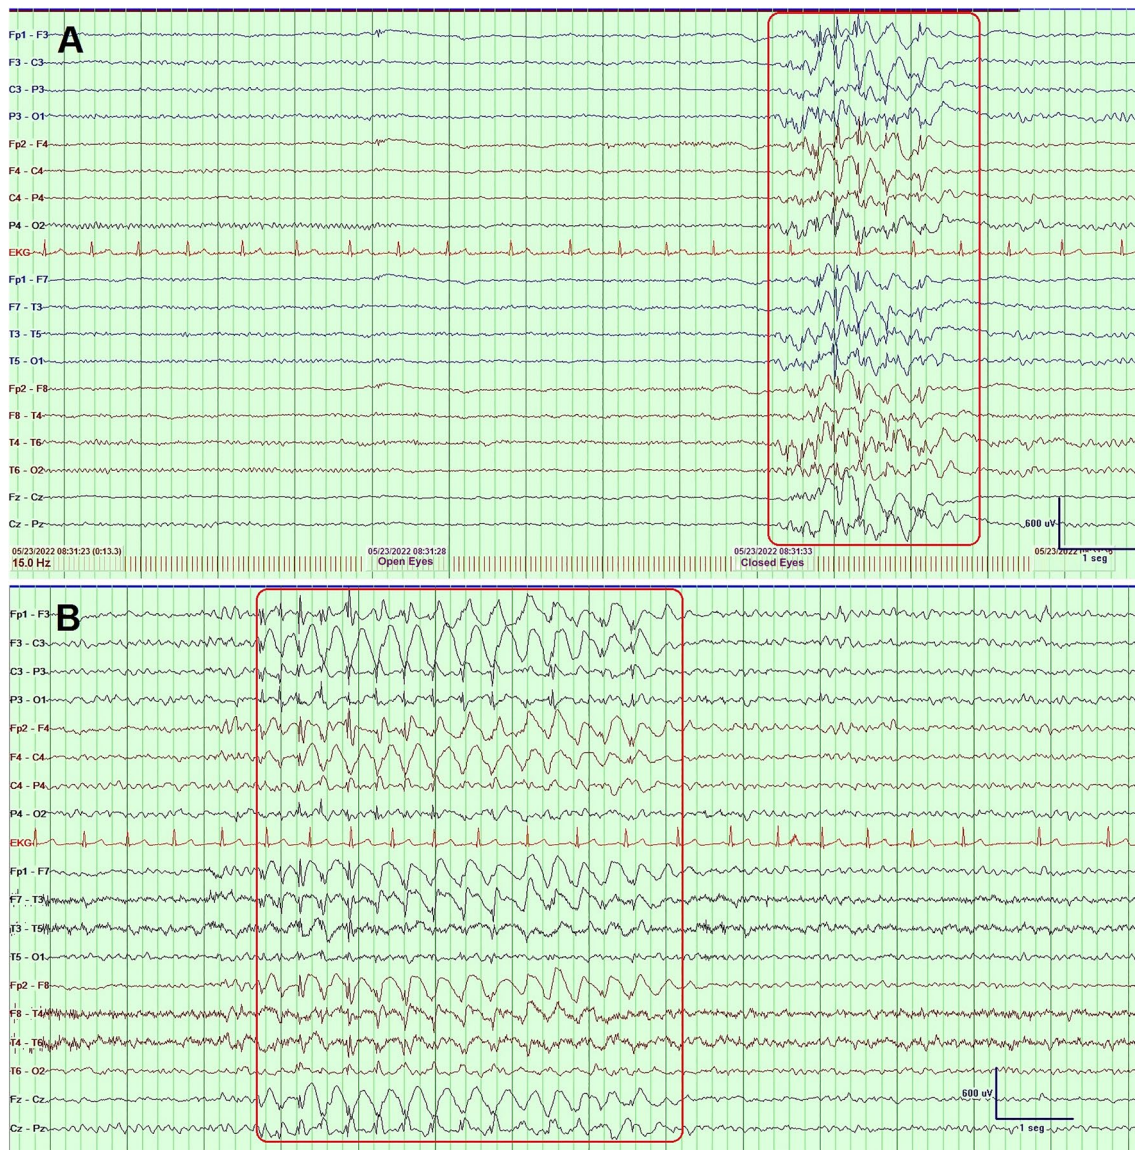 A
Fp1 - F3
F3 - C3
C3 - P3
P3 - O1
Fp2 - F4
F4 - C4
C4 - P4
P4 - O2
EKG
Fp1 - F7
F7 - T3
T3 - T5
T5 - O1
Fp2 - F8
F8 - T4
T4 - T6
T6 - O2
Fz - Cz
Cz - Pz
600 uV
1 seg
05/23/2022 08:31:23 (0:13.3) 05/23/2022 08:31:28 05/23/2022 08:31:33
15.0 Hz Open Eyes Closed Eyes
B
Fp1 - F3
F3 - C3
C3 - P3
P3 - O1
Fp2 - F4
F4 - C4
C4 - P4
P4 - O2
EKG
Fp1 - F7
F7 - T3
T3 - T5
T5 - O1
Fp2 - F8
F8 - T4
T4 - T6
T6 - O2
Fz - Cz
Cz - Pz
600 uV
1 seg